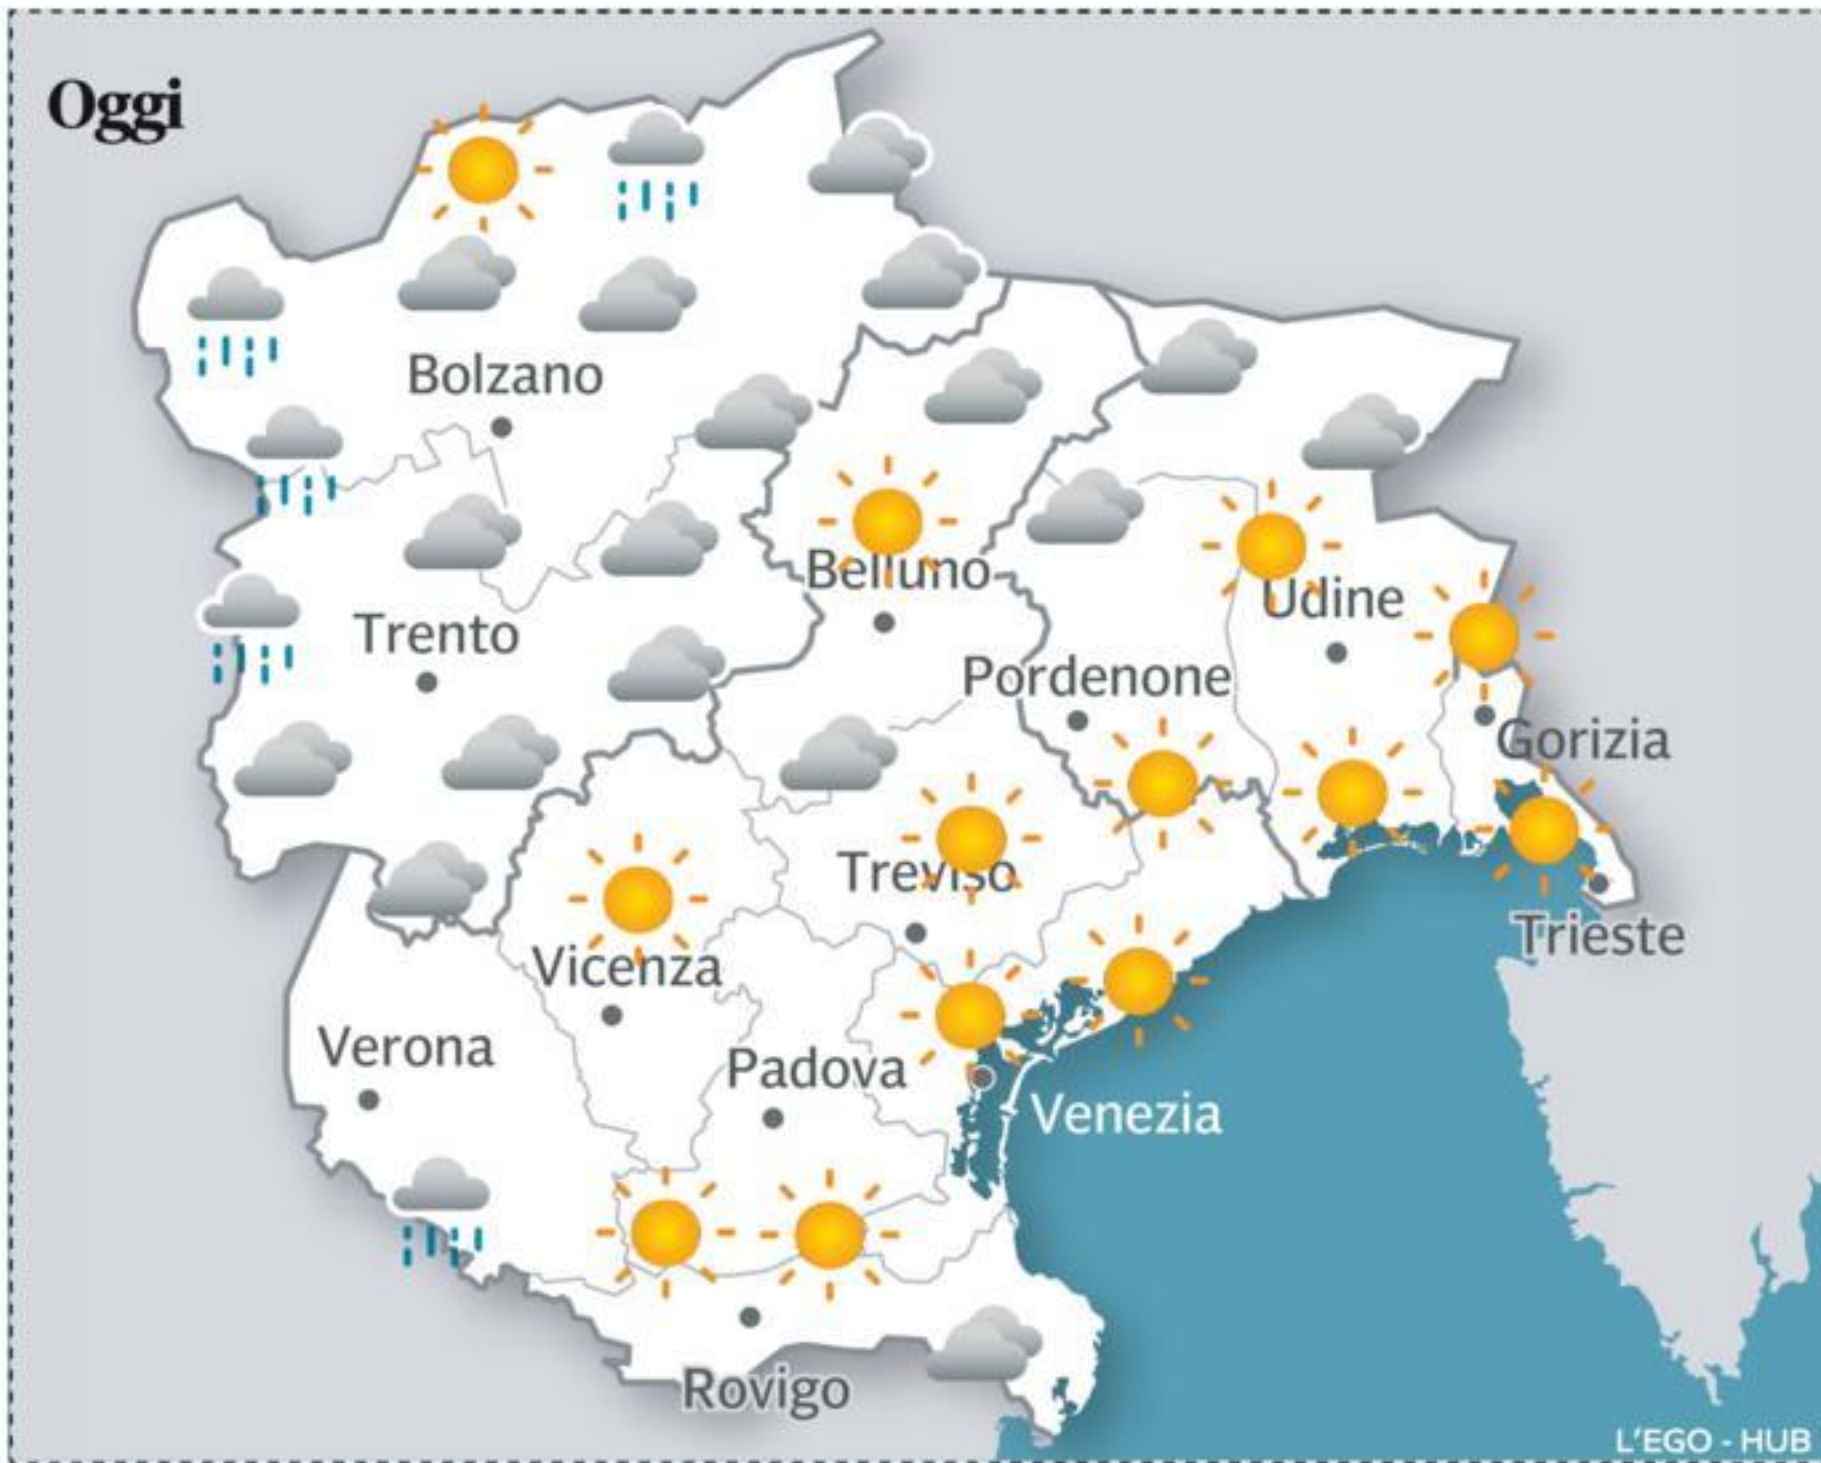 Oggi
Bolzano
Belluno
Udine
Trento
Pordenone
Gorizia
Treviso
Trieste
Vicenza
Verona
Padova
Venezia
Rovigo
L'EGO - HUB